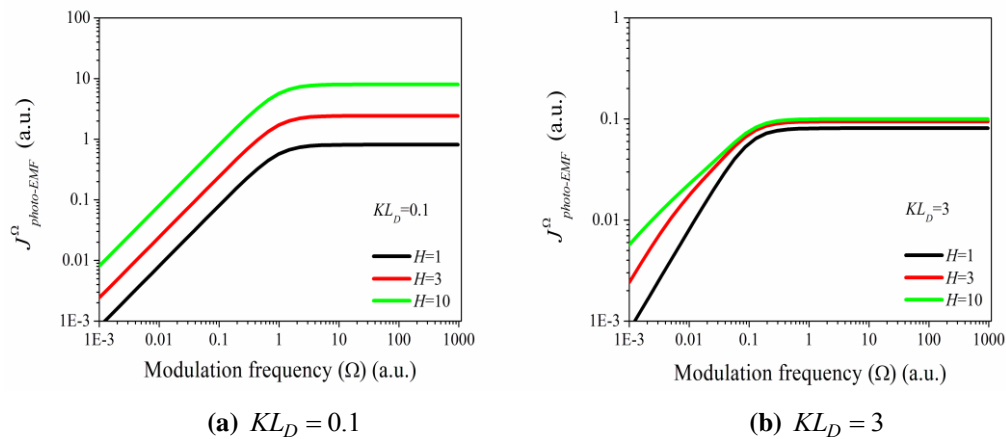 100
10
1
0.1
0.01
1E-3
J^Ω_photo-EMF (a.u.)
KL_D=0.1
H=1
H=3
H=10
1E-3 0.01 0.1 1 10 100 1000
Modulation frequency (Ω) (a.u.)
(a) KL_D = 0.1
1
0.1
0.01
1E-3
J^Ω_photo-EMF (a.u.)
KL_D=3
H=1
H=3
H=10
1E-3 0.01 0.1 1 10 100 1000
Modulation frequency (Ω) (a.u.)
(b) KL_D = 3